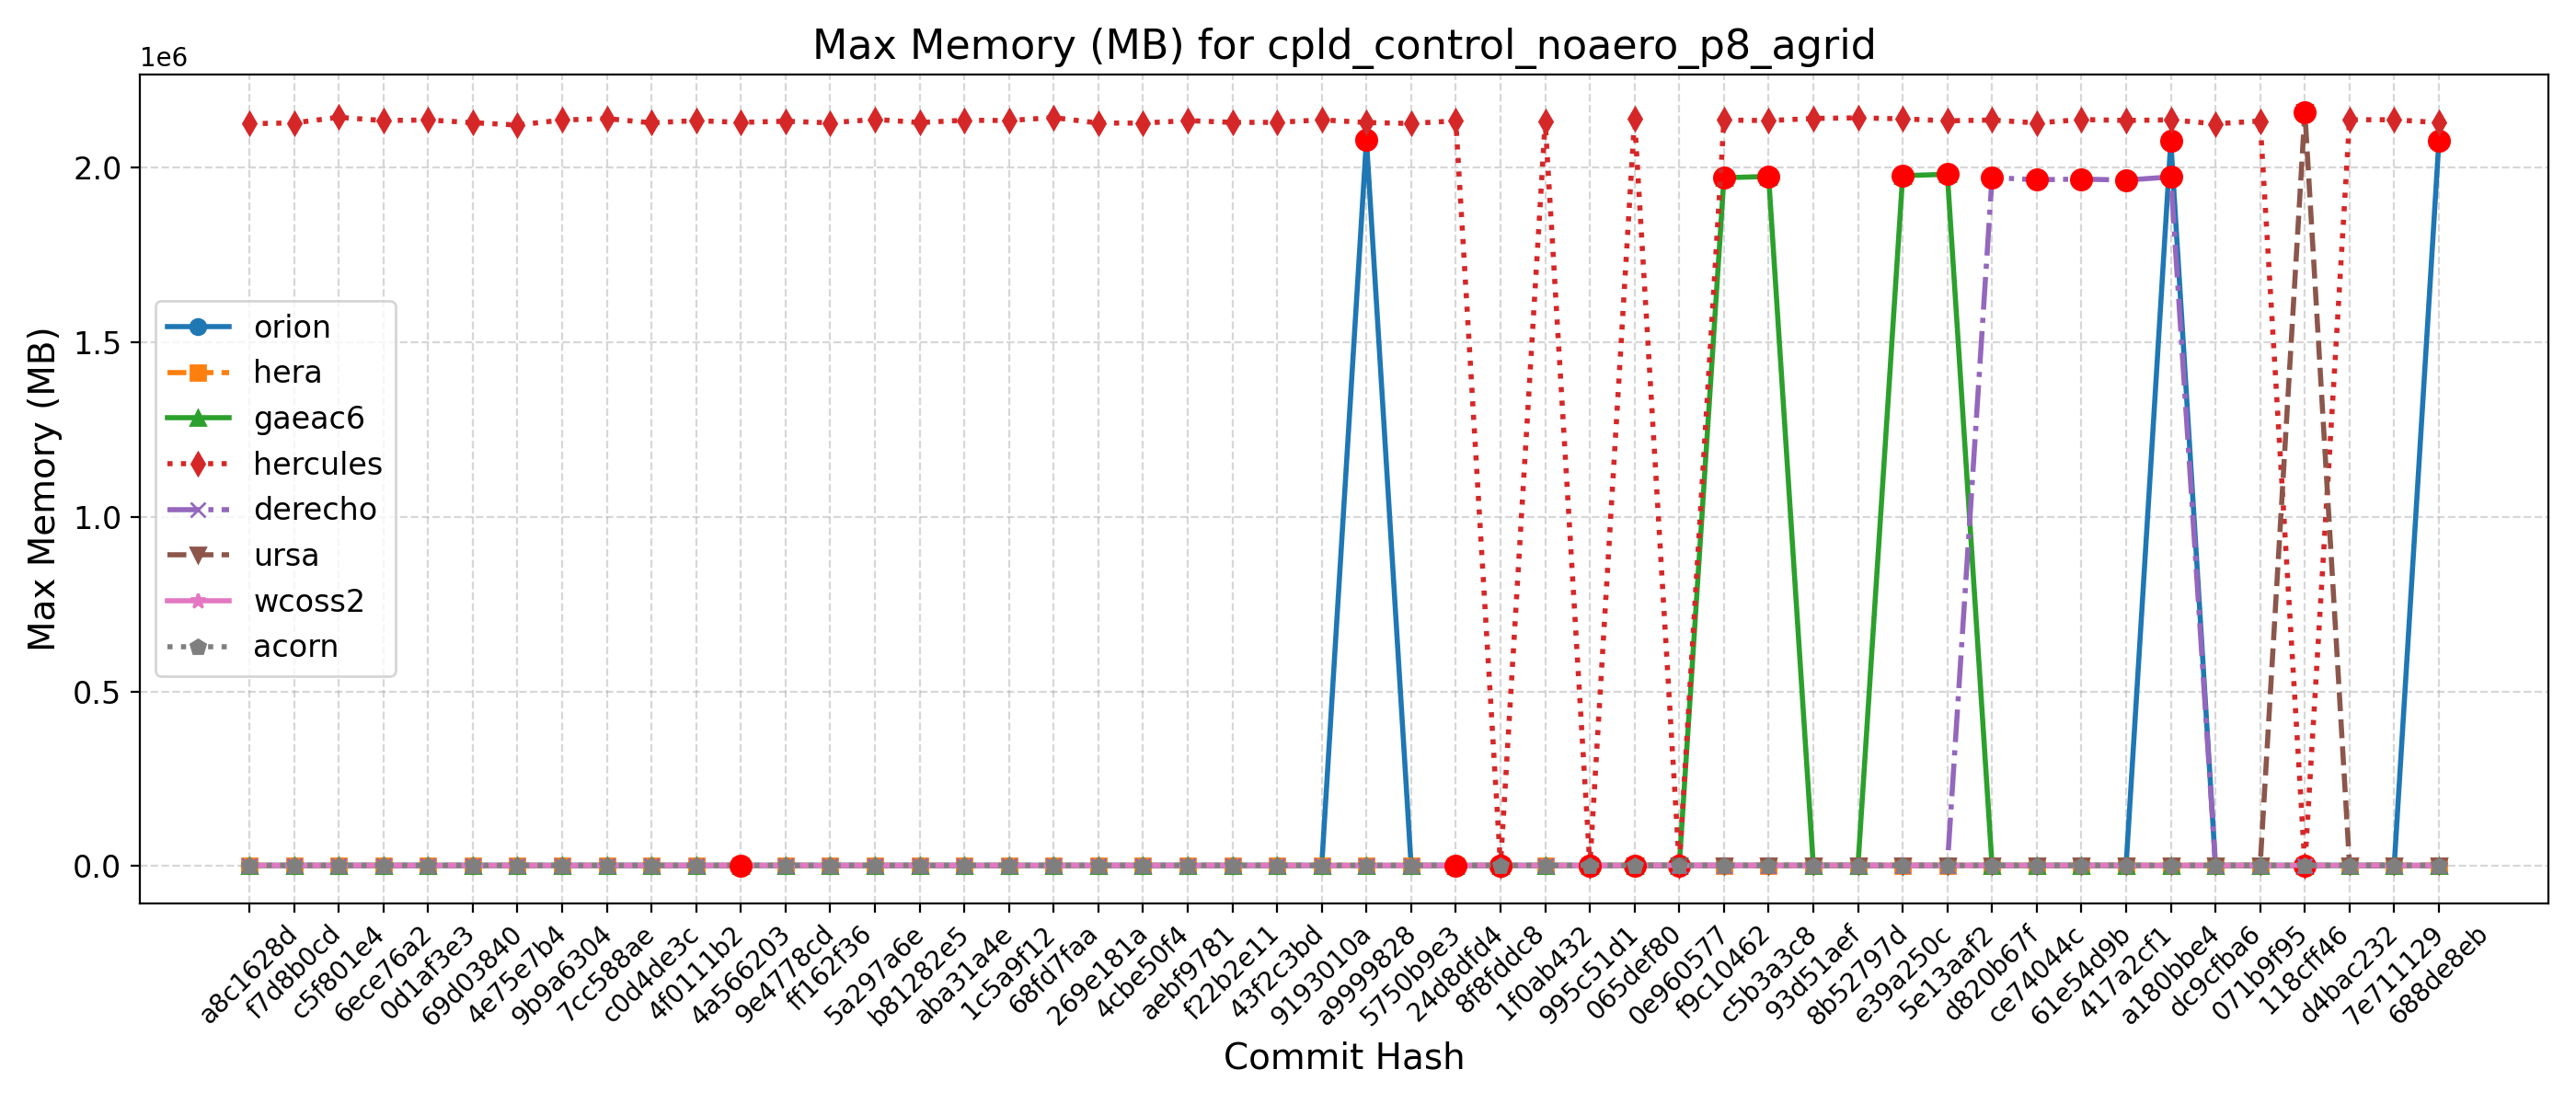 Max Memory (MB) for cpld_control_noaero_p8_agrid
1e6
2.0
1.5
1.0
0.5
0.0
Max Memory (MB)
orion
hera
gaeac6
hercules
derecho
ursa
wcoss2
acorn
a8c1628d
f7d8b0cd
c5f801e4
6ece76a2
0d1af3e3
69d03840
4e75e7b4
9b9a6304
7cc588ae
c0d4de3c
4f0111b2
4a566203
9e4778cd
ff162f36
5a297a6e
b81282e5
aba31a4e
1c5a9f12
68fd7faa
269e181a
4cbe50f4
aebf9781
f22b2e11
43f2c3bd
9193010a
a9999828
5750b9e3
24d8dfd4
8f8fddc8
1f0ab432
995c51d1
065def80
0e960577
f9c10462
c5b3a3c8
93d51aef
8b52797d
e39a250c
5e13aaf2
d820b67f
ce74044c
61e54d9b
417a2cf1
a180bbe4
dc9cfba6
071b9f95
118cff46
d4bac232
7e711129
688de8eb
Commit Hash